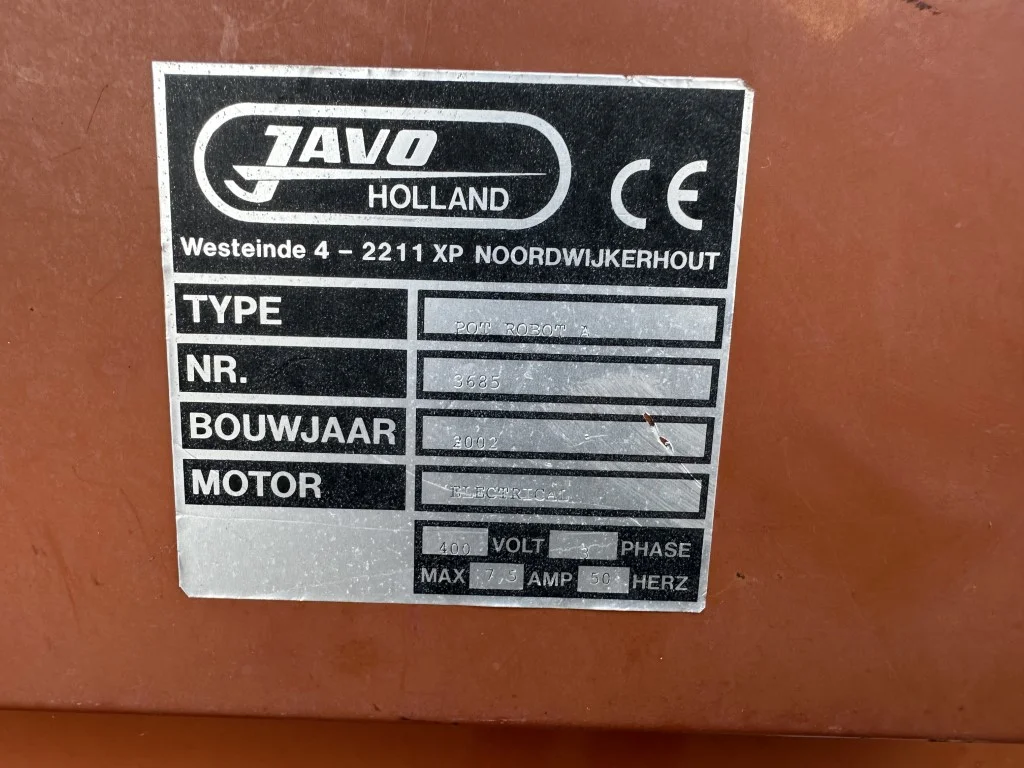 JAVO
HOLLAND
CE
Westeinde 4 – 2211 XP NOORDWIJKERHOUT
TYPE POT ROBOT A
NR. 3685
BOUWJAAR 2002
MOTOR ELECTRICAL
400 VOLT PHASE
MAX 7,5 AMP 50 HERZ